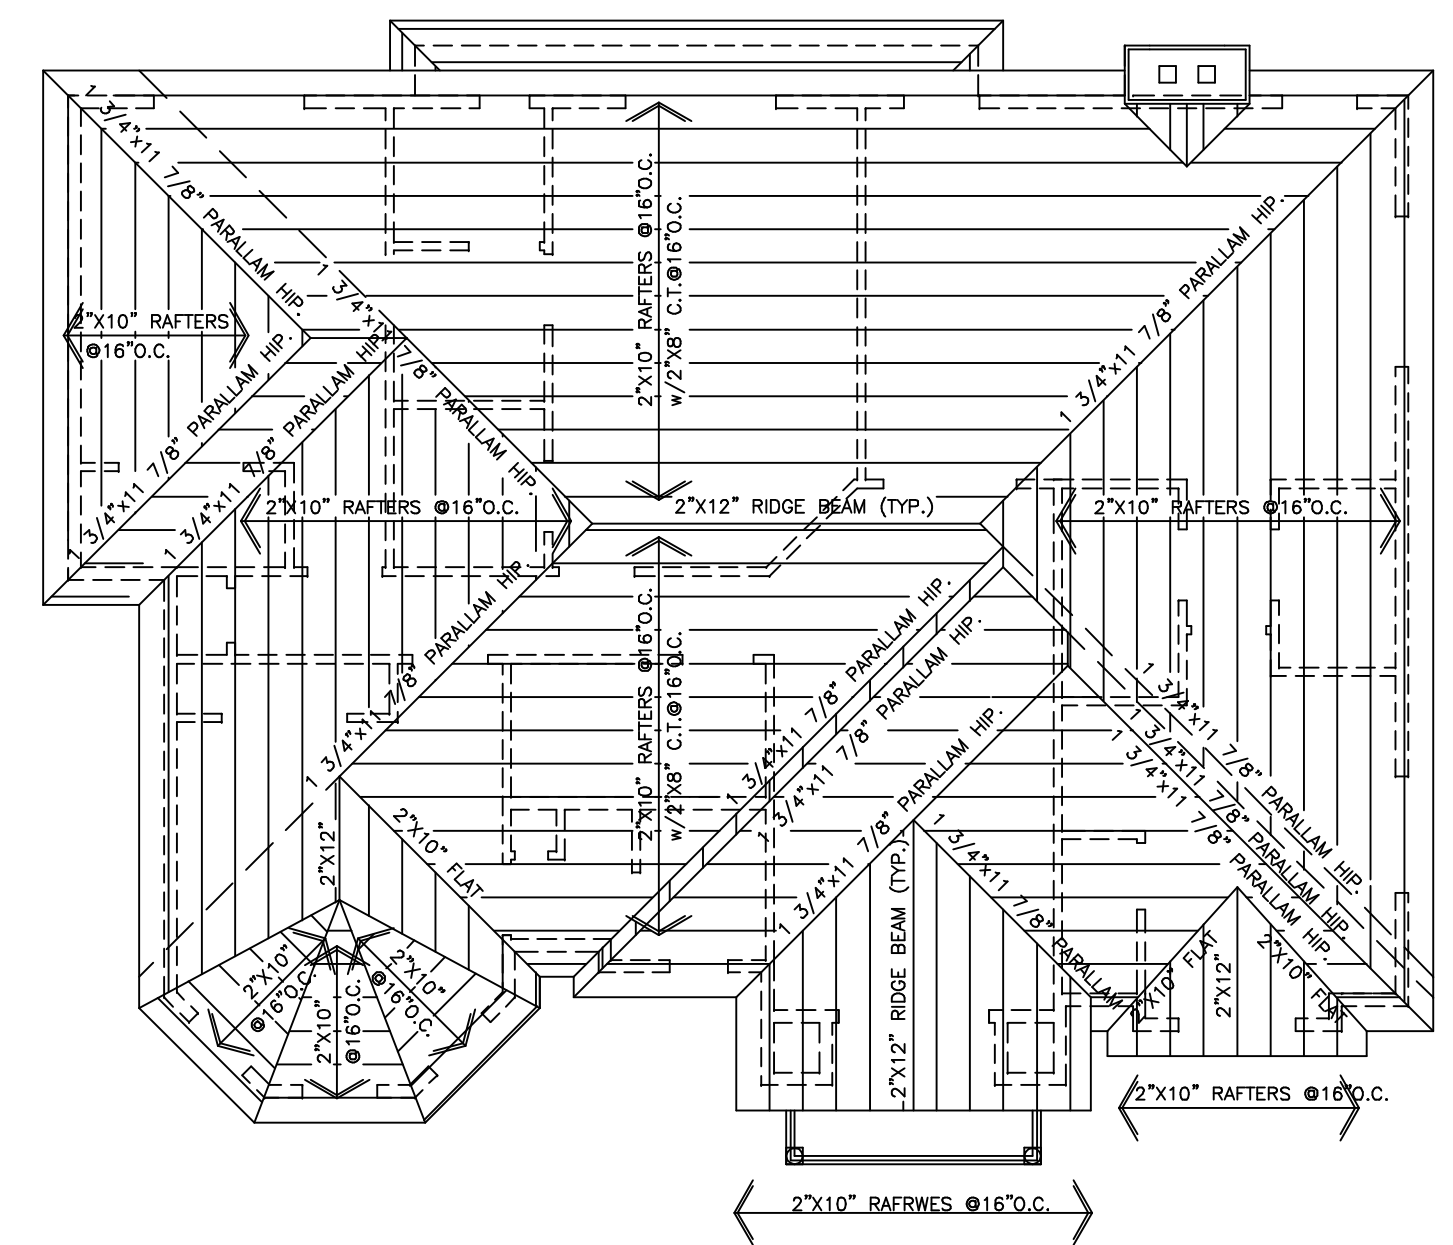 1 3/4"x11 7/8" PARALLAM HIP.
1 3/4"x11 7/8" PARALLAM HIP.
2"X10" RAFTERS @16"O.C.
w/2"X8" C.T.@16"O.C.
1 3/4"x11 7/8" PARALLAM HIP.
2"X10" RAFTERS
@16"O.C.
1 3/4"x11 7/8" PARALLAM HIP.
1 3/4"x11 7/8" PARALLAM HIP.
2"X10" RAFTERS @16"O.C.
2"X12" RIDGE BEAM (TYP.)
2"X10" RAFTERS @16"O.C.
1 3/4"x11 7/8" PARALLAM HIP.
2"X10" RAFTERS @16"O.C.
w/2"X8" C.T.@16"O.C.
1 3/4"x11 7/8" PARALLAM HIP.
1 3/4"x11 7/8" PARALLAM HIP.
1 3/4"x11 7/8" PARALLAM HIP.
1 3/4"x11 7/8" PARALLAM HIP.
1 3/4"x11 7/8" PARALLAM HIP.
1 3/4"x11 7/8" PARALLAM HIP.
2"X12"
2"X10" FLAT
2"X12" RIDGE BEAM (TYP.)
1 3/4"x11 7/8" PARALLAM
2"X10" FLAT
2"X12"
2"X10" FLAT
2"X10"
@16"O.C.
2"X10"
@16"O.C.
2"X10"
@16"O.C.
2"X10" RAFTERS @16"O.C.
2"X10" RAFRWES @16"O.C.